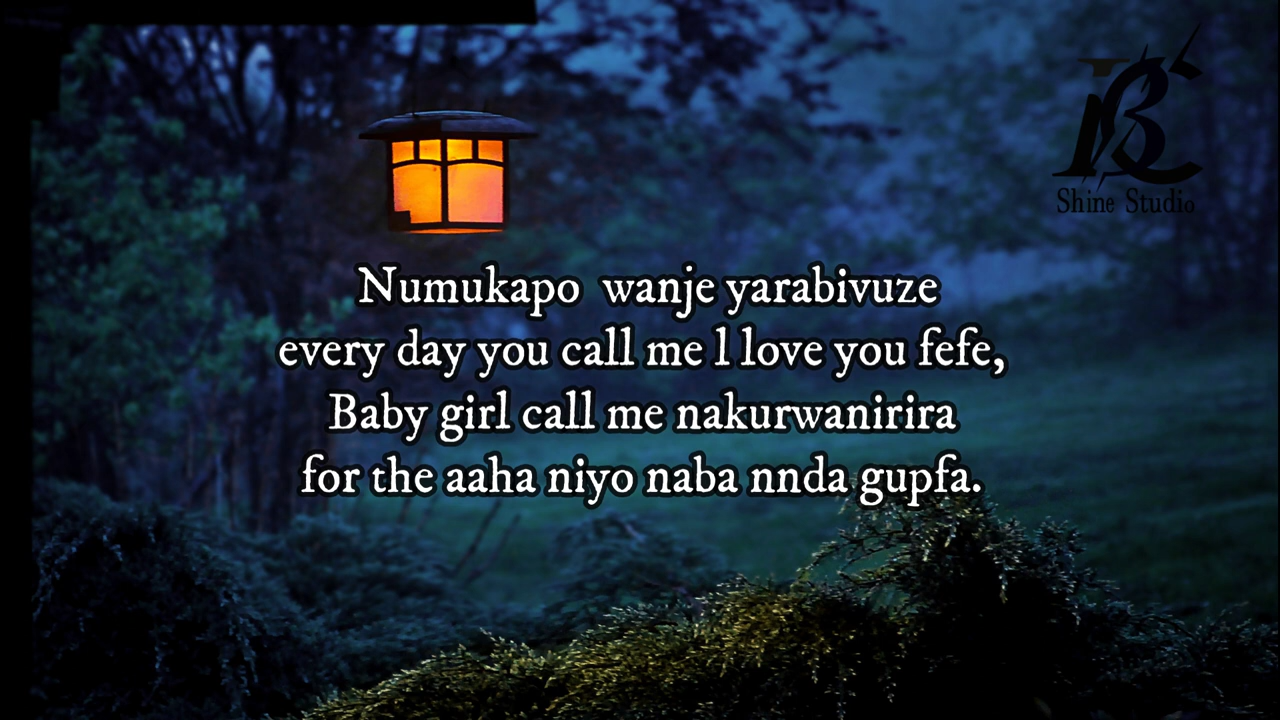 Shine Studio
Numukapo wanje yarabivuze
every day you call me l love you fefe,
Baby girl call me nakurwanirira
for the aaha niyo naba nnda gupfa.